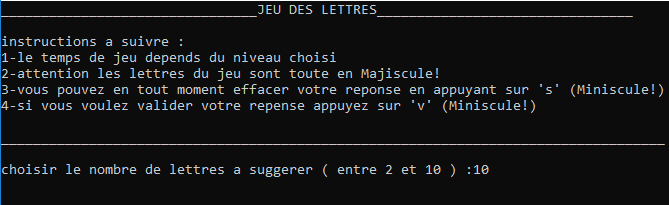 ________________________________JEU DES LETTRES________________________________
instructions a suivre :
1-le temps de jeu depends du niveau choisi
2-attention les lettres du jeu sont toute en Majiscule!
3-vous pouvez en tout moment effacer votre reponse en appuyant sur 's' (Miniscule!)
4-si vous voulez valider votre repense appuyez sur 'v' (Miniscule!)
___________________________________________________________________________________
choisir le nombre de lettres a suggerer ( entre 2 et 10 ) :10